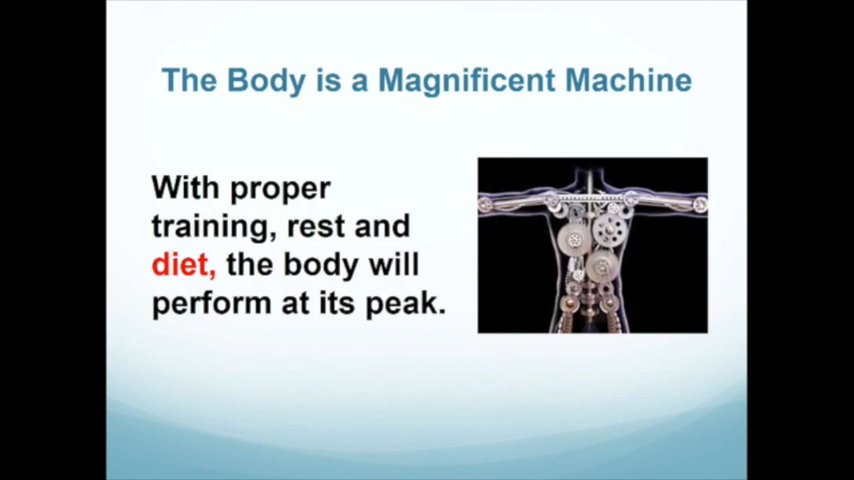 The Body is a Magnificent Machine
With proper
training, rest and
diet, the body will
perform at its peak.